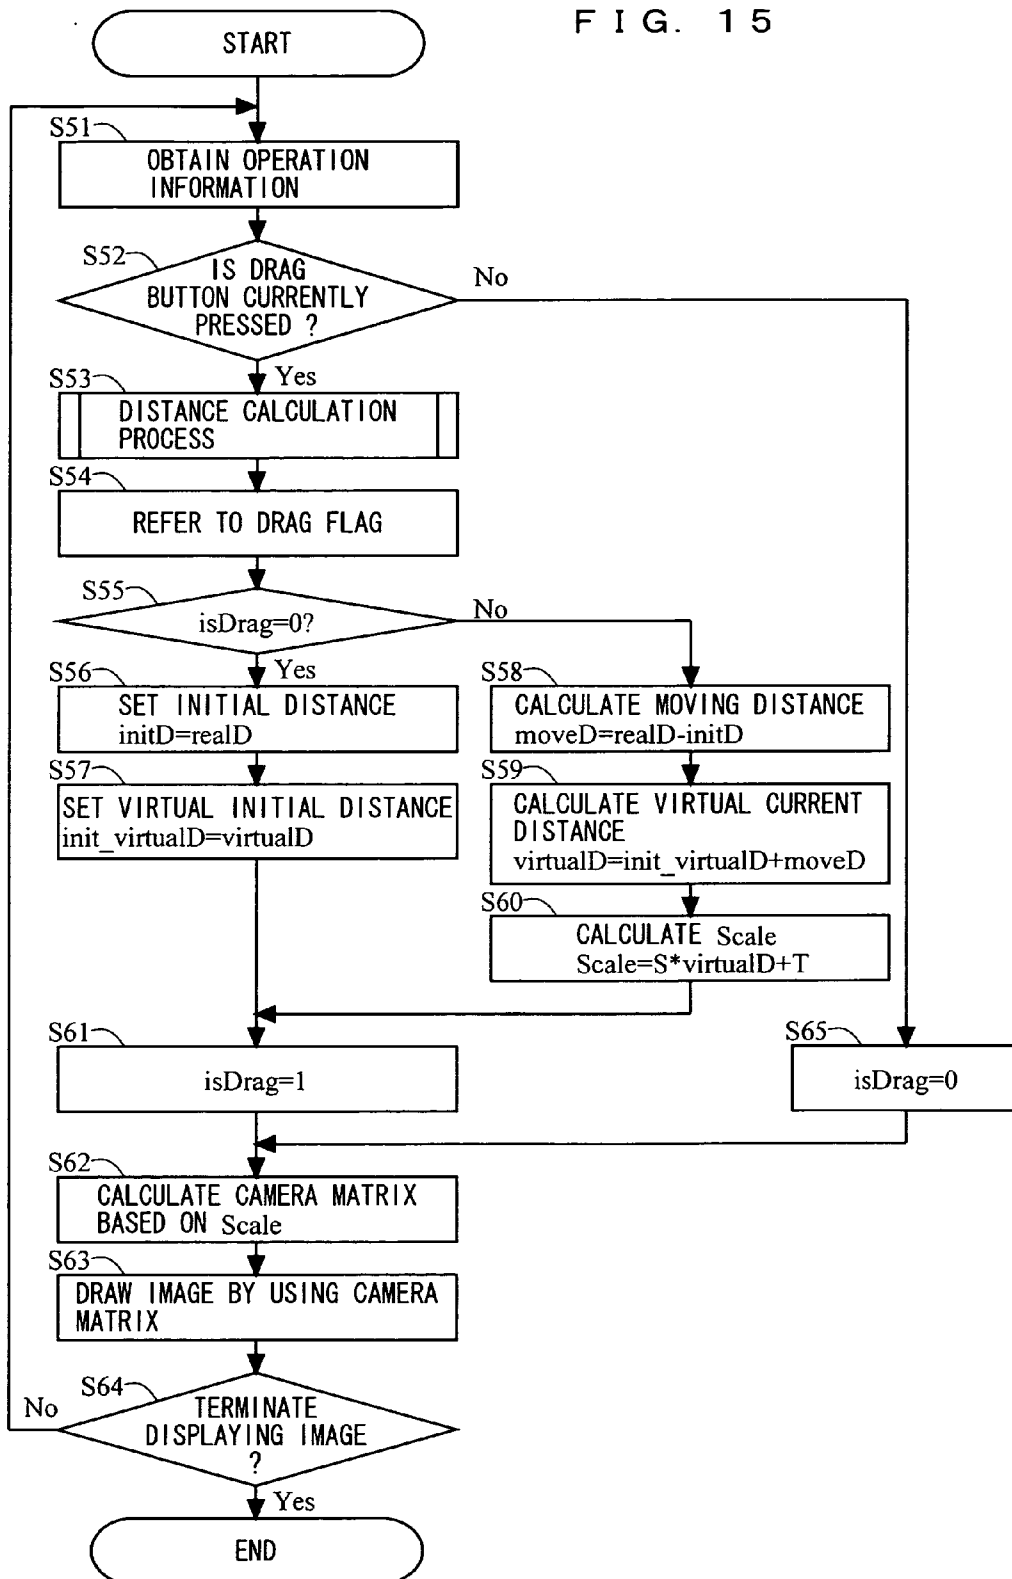 FIG. 15
START
S51
OBTAIN OPERATION
INFORMATION
S52
IS DRAG
BUTTON CURRENTLY
PRESSED ?
No
Yes
S53
DISTANCE CALCULATION
PROCESS
S54
REFER TO DRAG FLAG
S55
isDrag=0?
No
Yes
S56
SET INITIAL DISTANCE
initD=realD
S57
SET VIRTUAL INITIAL DISTANCE
init_virtualD=virtualD
S58
CALCULATE MOVING DISTANCE
moveD=realD-initD
S59
CALCULATE VIRTUAL CURRENT
DISTANCE
virtualD=init_virtualD+moveD
S60
CALCULATE Scale
Scale=S*virtualD+T
S61
isDrag=1
S65
isDrag=0
S62
CALCULATE CAMERA MATRIX
BASED ON Scale
S63
DRAW IMAGE BY USING CAMERA
MATRIX
S64
TERMINATE
DISPLAYING IMAGE
?
No
Yes
END